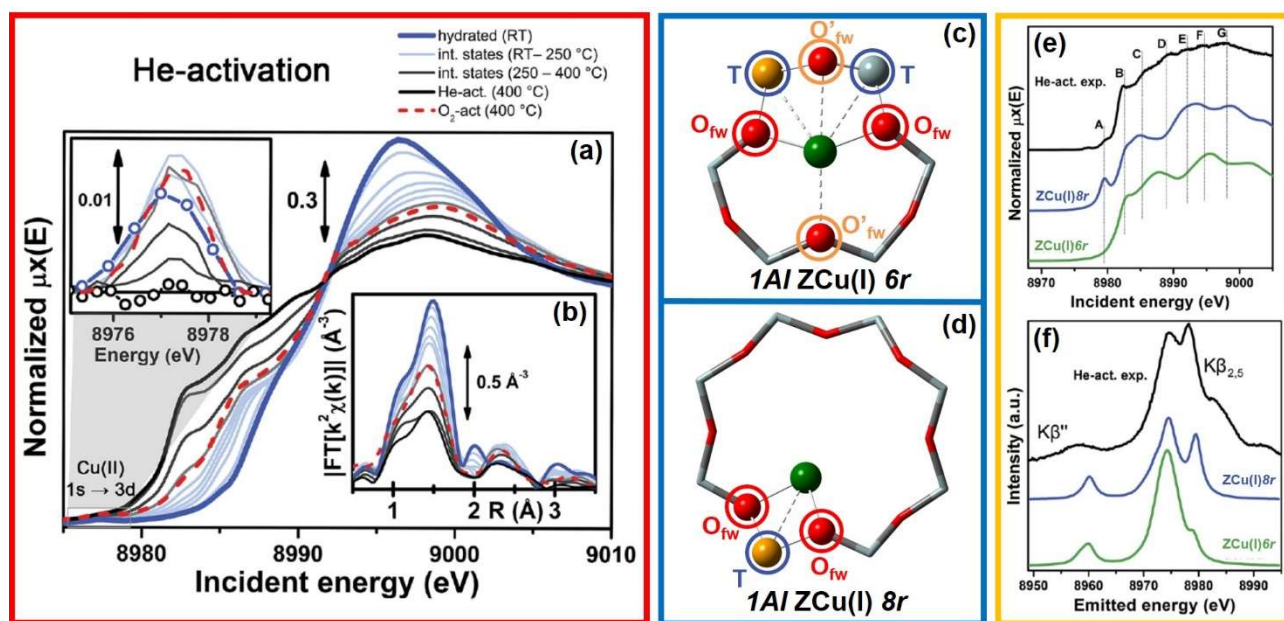 He-activation
hydrated (RT)
int. states (RT– 250 °C)
int. states (250 – 400 °C)
He-act. (400 °C)
O₂-act (400 °C)
(a)
0.01
0.3
8976 8978
Energy (eV)
Cu(II)
1s → 3d
(b)
0.5 Å⁻³
|FT[k²χ(k)]| (Å⁻³)
1 2 R (Å) 3
Normalized μx(E)
8980 8990 9000 9010
Incident energy (eV)
(c)
O'fw
T T
Ofw Ofw
O'fw
1Al ZCu(I) 6r
(d)
Ofw
T Ofw
1Al ZCu(I) 8r
(e)
A B C D E F G
He-act. exp.
ZCu(I)8r
ZCu(I)6r
Normalized μx(E)
8970 8980 8990 9000
Incident energy (eV)
(f)
Kβ2,5
He-act. exp.
Kβ"
ZCu(I)8r
ZCu(I)6r
Intensity (a.u.)
8950 8960 8970 8980 8990
Emitted energy (eV)